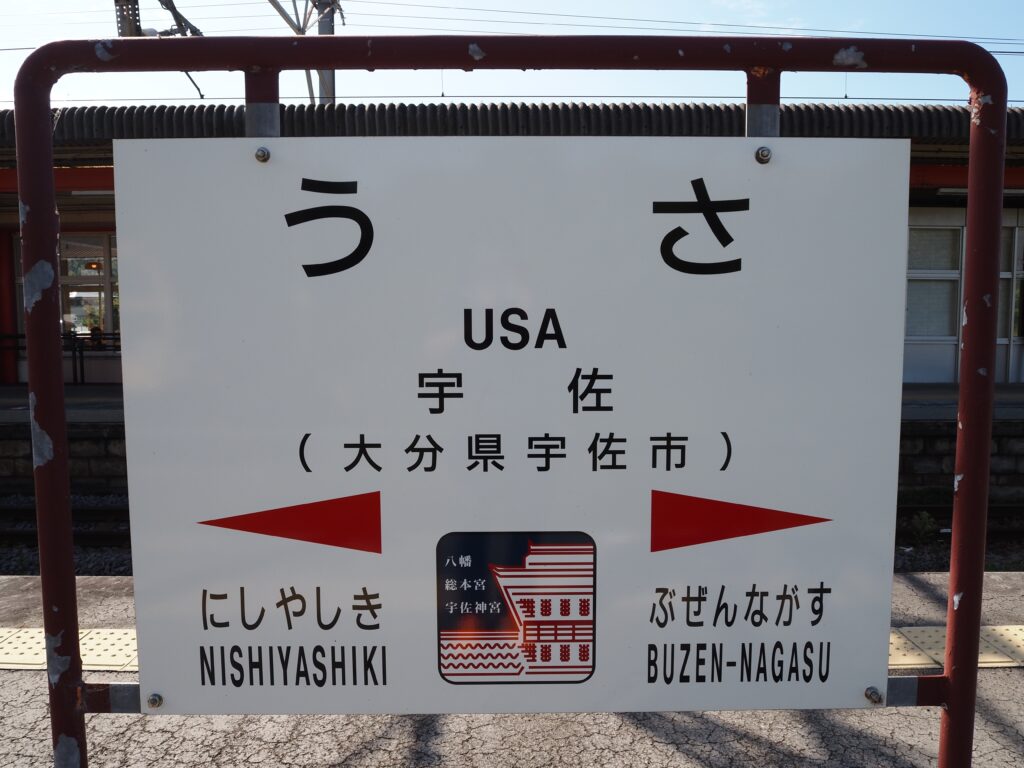 うさ
USA
宇佐
(大分県宇佐市)
にしやしき
NISHIYASHIKI
八幡
総本宮
宇佐神宮
ぶぜんながす
BUZEN-NAGASU